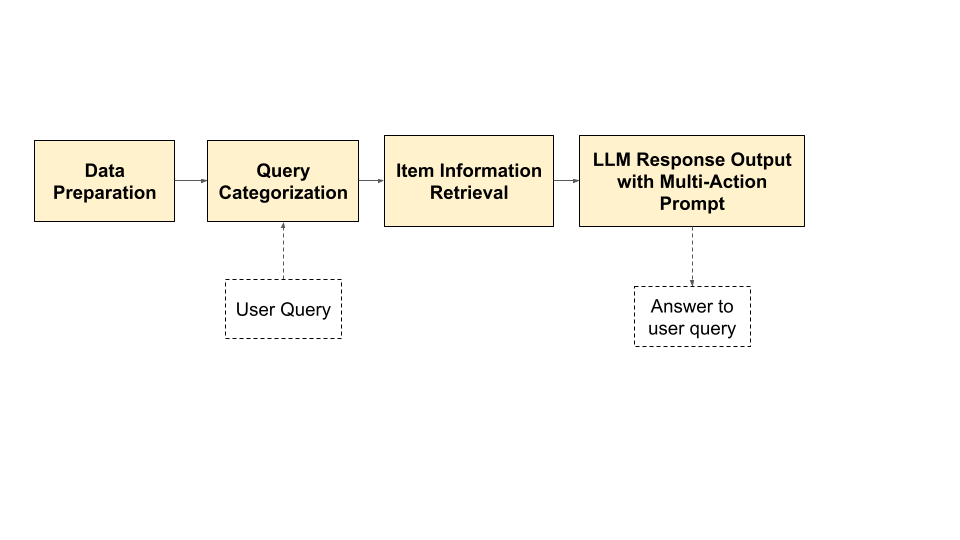 Data
Preparation
Query
Categorization
Item Information
Retrieval
LLM Response Output
with Multi-Action
Prompt
User Query
Answer to
user query